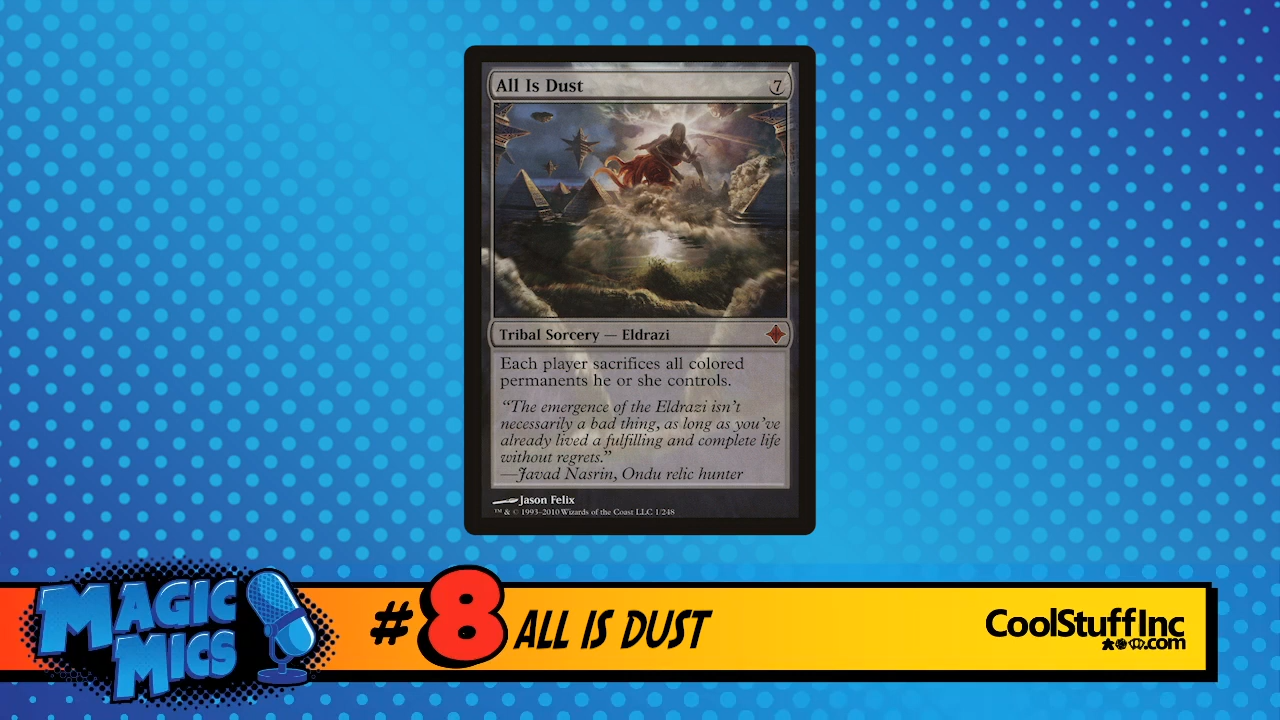 All Is Dust 7
Tribal Sorcery — Eldrazi
Each player sacrifices all colored
permanents he or she controls.
“The emergence of the Eldrazi isn’t
necessarily a bad thing, as long as you’ve
already lived a fulfilling and complete life
without regrets.”
—Javad Nasrin, Ondu relic hunter
Jason Felix
™ & © 1993–2010 Wizards of the Coast LLC 1/248
MAGIC
MICS
#8 ALL IS DUST
CoolStuffInc
.com